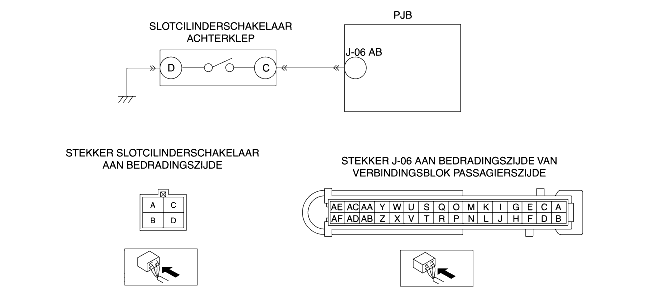 SLOTCILINDERSCHAKELAAR
ACHTERKLEP
PJB
J-06 AB
D
C
STEKKER SLOTCILINDERSCHAKELAAR
AAN BEDRADINGSZIJDE
STEKKER J-06 AAN BEDRADINGSZIJDE VAN
VERBINDINGSBLOK PASSAGIERSZIJDE
A C
B D
AE AC AA Y W U S Q O M K I G E C A
AF AD AB Z X V T R P N L J H F D B